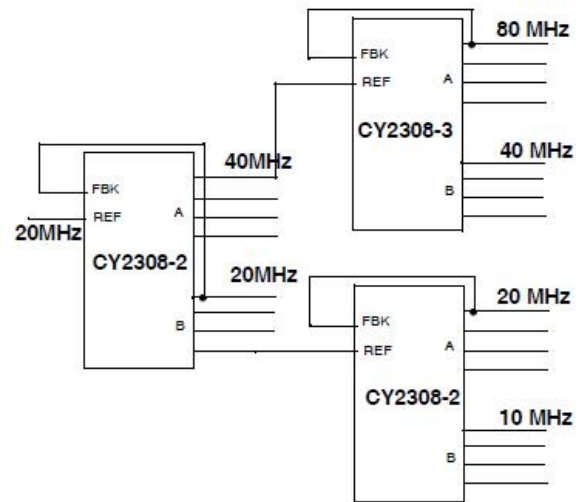 80 MHz
FBK
REF
A
CY2308-3
40MHz
40 MHz
FBK
B
REF
A
20MHz
CY2308-2
20MHz
20 MHz
FBK
B
REF
A
CY2308-2
10 MHz
B